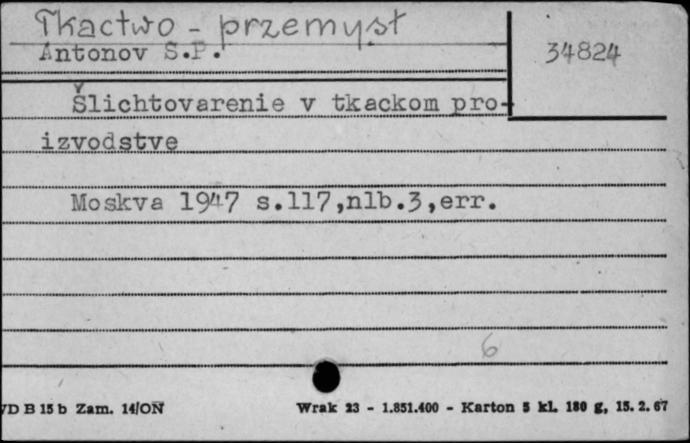 Tkactwo - przemysł
Antonov S.P.
34824
Šlichtovarenie v tkackom pro-
izvodstve
Moskva 1947 s.117,nlb.3,err.
6
VD B 15 b Zam. 14/ON Wrak 23 - 1.851.400 - Karton 5 kl. 180 g, 15. 2. 67